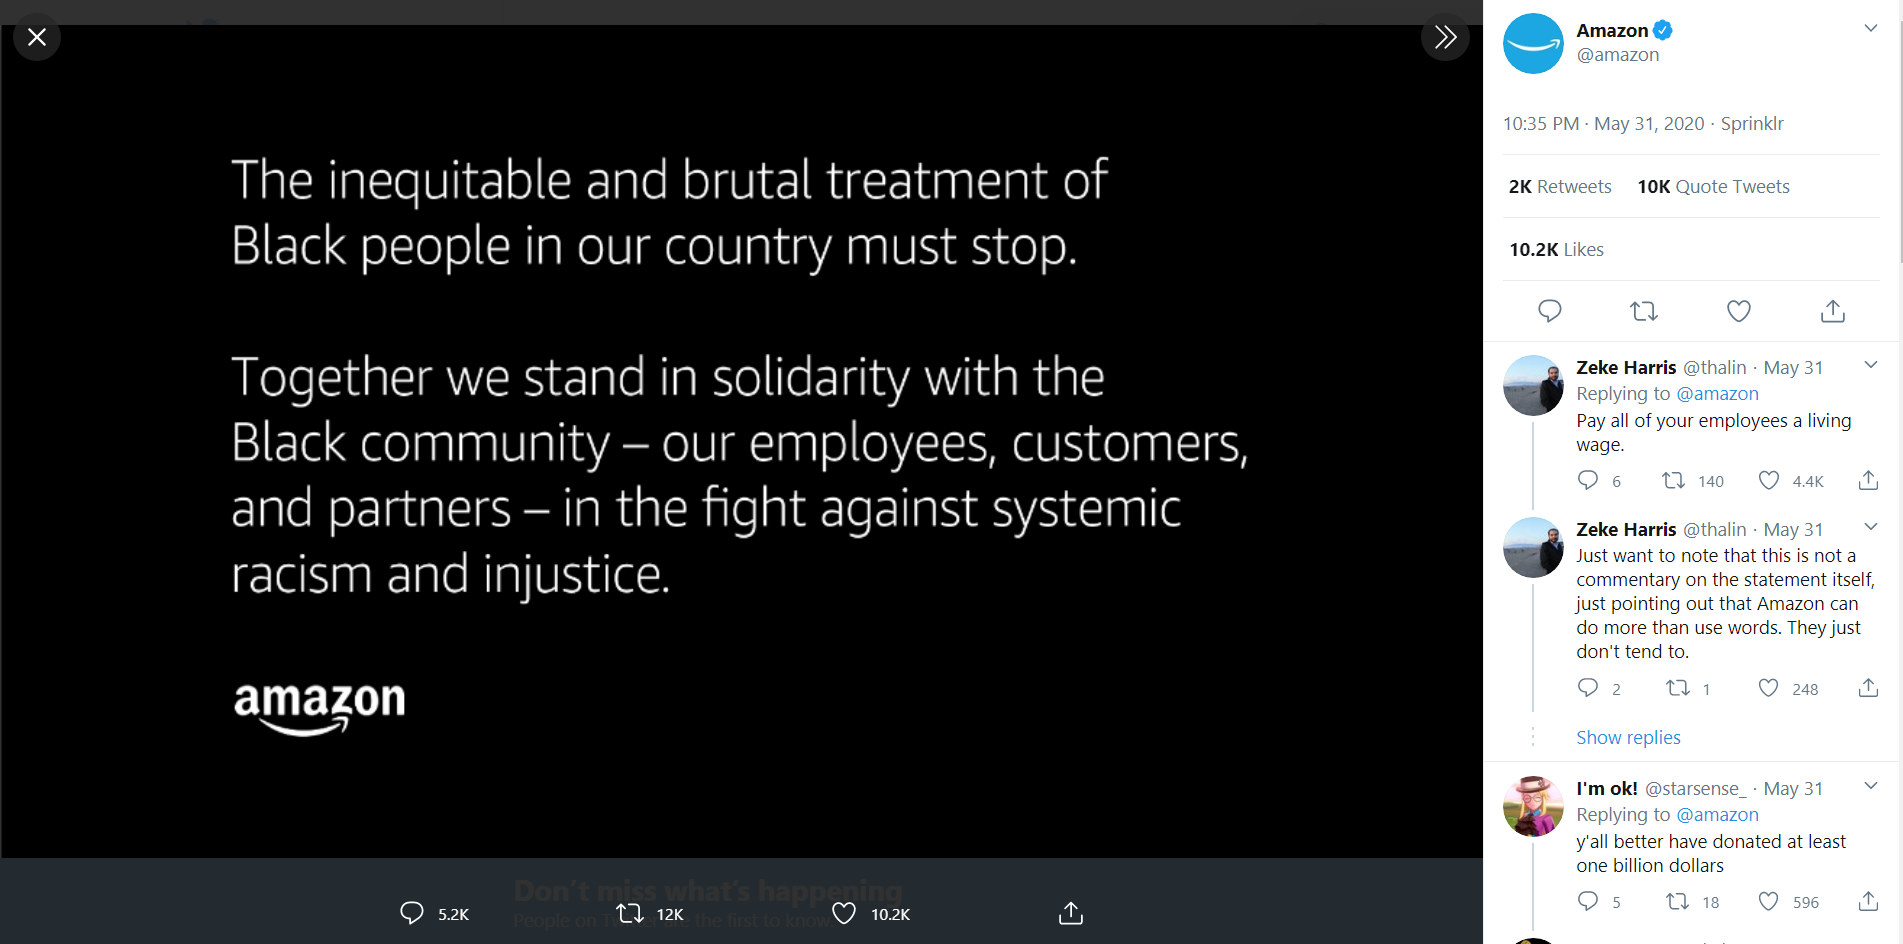 The inequitable and brutal treatment of
Black people in our country must stop.
Together we stand in solidarity with the
Black community – our employees, customers,
and partners – in the fight against systemic
racism and injustice.
amazon
Don't miss what's happening
People on Twitter are the first to know.
5.2K
12K
10.2K
Amazon
@amazon
10:35 PM · May 31, 2020 · Sprinklr
2K Retweets 10K Quote Tweets
10.2K Likes
Zeke Harris @thalin · May 31
Replying to @amazon
Pay all of your employees a living
wage.
6 140 4.4K
Zeke Harris @thalin · May 31
Just want to note that this is not a
commentary on the statement itself,
just pointing out that Amazon can
do more than use words. They just
don't tend to.
2 1 248
Show replies
I'm ok! @starsense_ · May 31
Replying to @amazon
y'all better have donated at least
one billion dollars
5 18 596